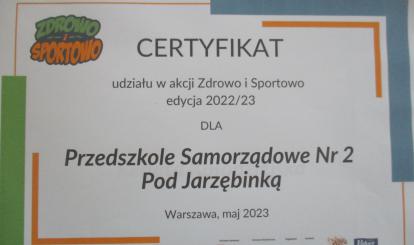 ZDROWO
i
SPORTOWO
CERTYFIKAT
udziału w akcji Zdrowo i Sportowo
edycja 2022/23
DLA
Przedszkole Samorządowe Nr 2
Pod Jarzębinką
Warszawa, maj 2023